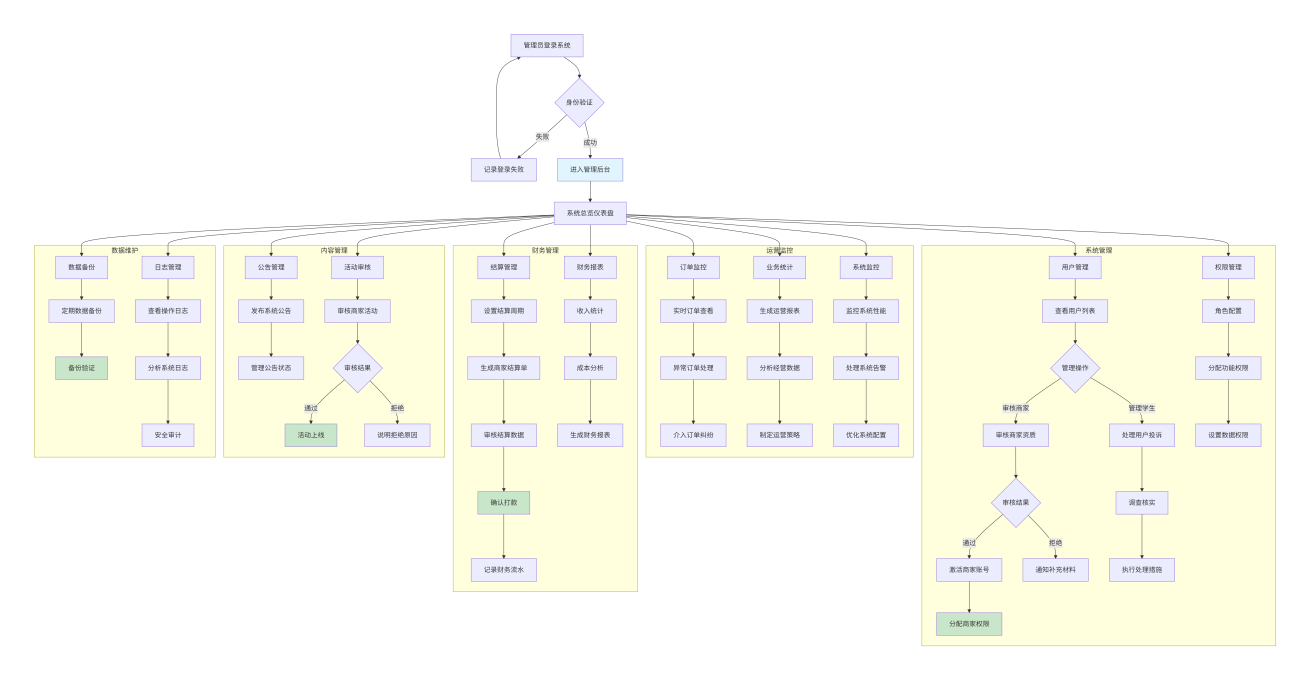 管理员登录系统
身份验证
失败
成功
记录登录失败
进入管理后台
系统总览仪表盘
数据维护
数据备份
日志管理
定期数据备份
查看操作日志
备份验证
分析系统日志
安全审计
内容管理
公告管理
活动审核
发布系统公告
审核商家活动
管理公告状态
审核结果
通过
拒绝
活动上线
说明拒绝原因
财务管理
结算管理
财务报表
设置结算周期
收入统计
生成商家结算单
成本分析
审核结算数据
生成财务报表
确认打款
记录财务流水
运营监控
订单监控
业务统计
系统监控
实时订单查看
生成运营报表
监控系统性能
异常订单处理
分析经营数据
处理系统告警
介入订单纠纷
制定运营策略
优化系统配置
系统管理
用户管理
权限管理
查看用户列表
角色配置
管理操作
分配功能权限
审核商家
管理学生
审核商家资质
处理用户投诉
设置数据权限
审核结果
调查核实
通过
拒绝
激活商家账号
通知补充材料
执行处理措施
分配商家权限